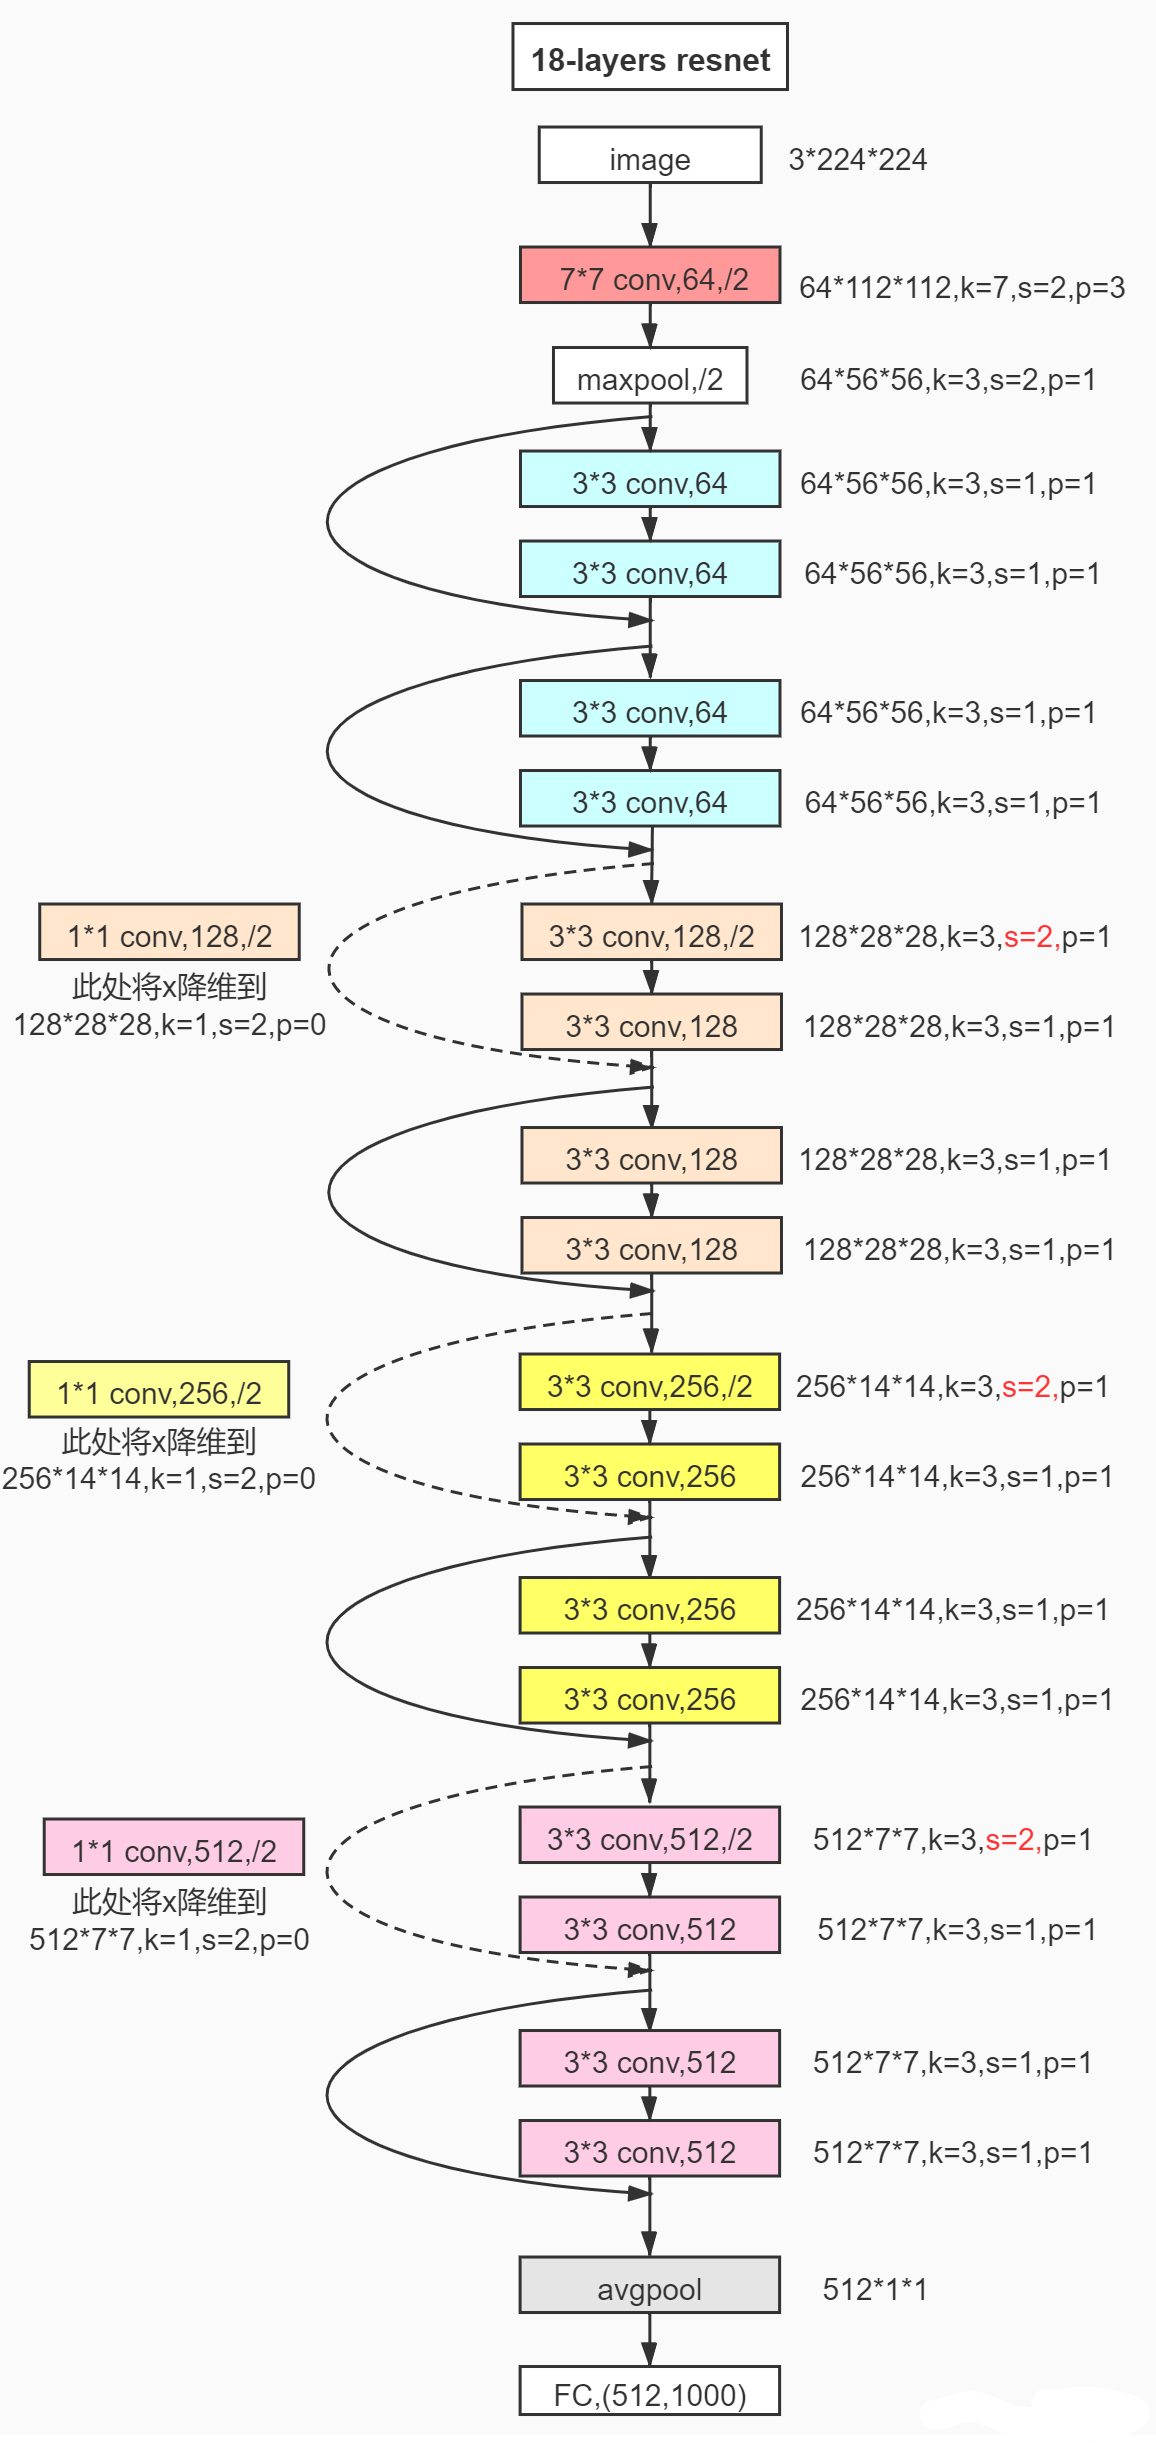 18-layers resnet
image
3*224*224
7*7 conv,64,/2
64*112*112,k=7,s=2,p=3
maxpool,/2
64*56*56,k=3,s=2,p=1
3*3 conv,64
64*56*56,k=3,s=1,p=1
3*3 conv,64
64*56*56,k=3,s=1,p=1
3*3 conv,64
64*56*56,k=3,s=1,p=1
3*3 conv,64
64*56*56,k=3,s=1,p=1
1*1 conv,128,/2
此处将x降维到
128*28*28,k=1,s=2,p=0
3*3 conv,128,/2
128*28*28,k=3,s=2,p=1
3*3 conv,128
128*28*28,k=3,s=1,p=1
3*3 conv,128
128*28*28,k=3,s=1,p=1
3*3 conv,128
128*28*28,k=3,s=1,p=1
1*1 conv,256,/2
此处将x降维到
256*14*14,k=1,s=2,p=0
3*3 conv,256,/2
256*14*14,k=3,s=2,p=1
3*3 conv,256
256*14*14,k=3,s=1,p=1
3*3 conv,256
256*14*14,k=3,s=1,p=1
3*3 conv,256
256*14*14,k=3,s=1,p=1
1*1 conv,512,/2
此处将x降维到
512*7*7,k=1,s=2,p=0
3*3 conv,512,/2
512*7*7,k=3,s=2,p=1
3*3 conv,512
512*7*7,k=3,s=1,p=1
3*3 conv,512
512*7*7,k=3,s=1,p=1
3*3 conv,512
512*7*7,k=3,s=1,p=1
avgpool
512*1*1
FC,(512,1000)